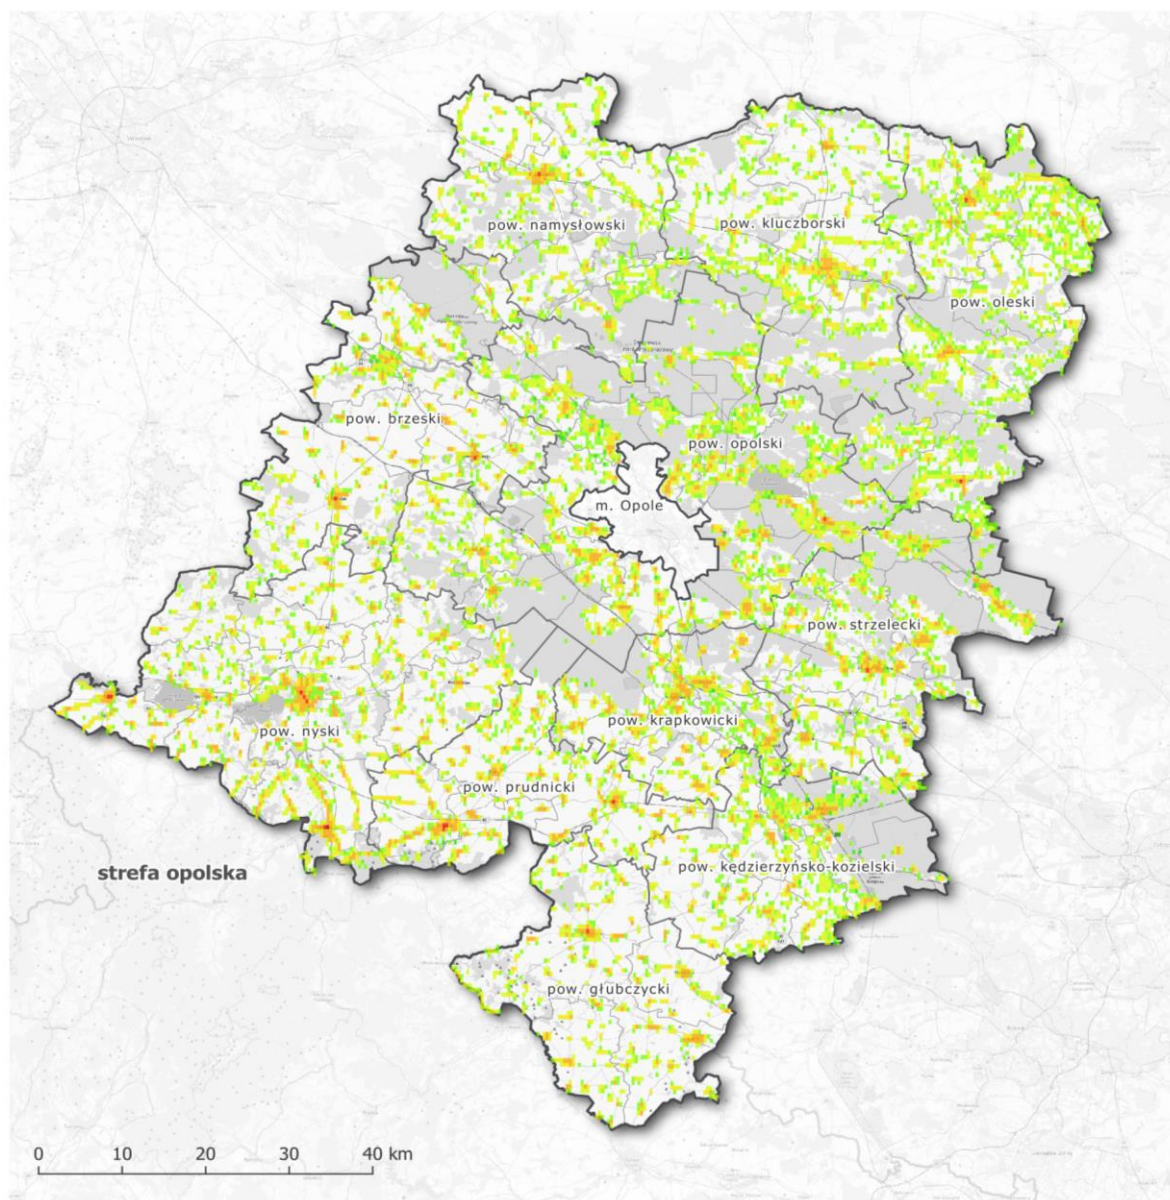 pow. namysłowski
pow. kluczborski
pow. oleski
pow. brzeski
pow. opolski
m. Opole
pow. strzelecki
pow. krapkowicki
pow. nyski
pow. prudnicki
pow. kędzierzyńsko-kozielski
strefa opolska
pow. głubczycki
0 10 20 30 40 km